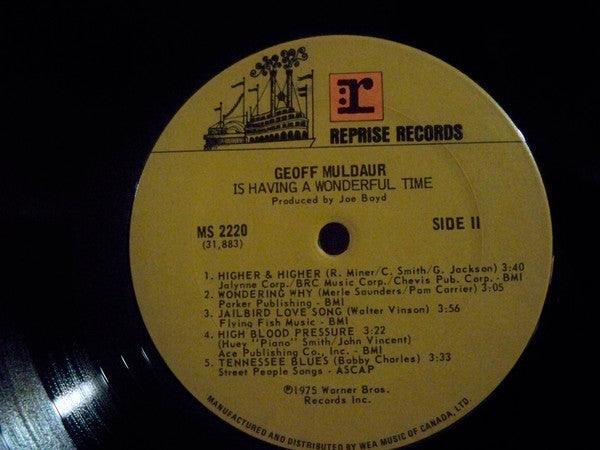 r
REPRISE RECORDS
GEOFF MULDAUR
IS HAVING A WONDERFUL TIME
Produced by Joe Boyd
MS 2220
(31,883)
SIDE II
1. HIGHER & HIGHER (R. Miner/C. Smith/G. Jackson) 3:40
Jalynne Corp./BRC Music Corp./Chevis Pub. Corp. - BMI
2. WONDERING WHY (Merle Saunders/Pam Carrier) 3:05
Parker Publishing - BMI
3. JAILBIRD LOVE SONG (Walter Vinson) 3:56
Flying Fish Music - BMI
4. HIGH BLOOD PRESSURE 3:22
(Huey "Piano" Smith/John Vincent)
Ace Publishing Co., Inc. - BMI
5. TENNESSEE BLUES (Bobby Charles) 3:33
Street People Songs - ASCAP
℗1975 Warner Bros.
Records Inc.
MANUFACTURED AND DISTRIBUTED BY WEA MUSIC OF CANADA, LTD.